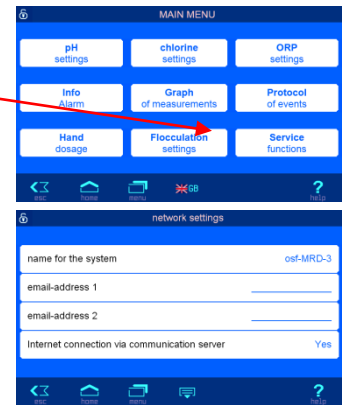 MAIN MENU
pH
settings
chlorine
settings
ORP
settings
Info
Alarm
Graph
of measurements
Protocol
of events
Hand
dosage
Flocculation
settings
Service
functions
esc
home
menu
GB
?
help
network settings
name for the system osf-MRD-3
email-address 1
email-address 2
Internet connection via communication server Yes
esc
home
menu
?
help